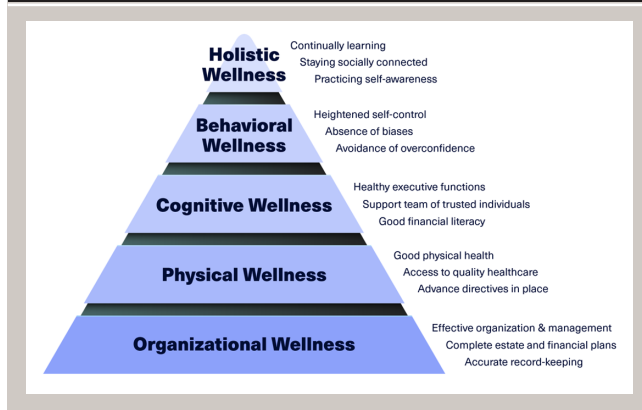 Holistic
Wellness
Continually learning
Staying socially connected
Practicing self-awareness
Behavioral
Wellness
Heightened self-control
Absence of biases
Avoidance of overconfidence
Cognitive Wellness
Healthy executive functions
Support team of trusted individuals
Good financial literacy
Physical Wellness
Good physical health
Access to quality healthcare
Advance directives in place
Organizational Wellness
Effective organization & management
Complete estate and financial plans
Accurate record-keeping